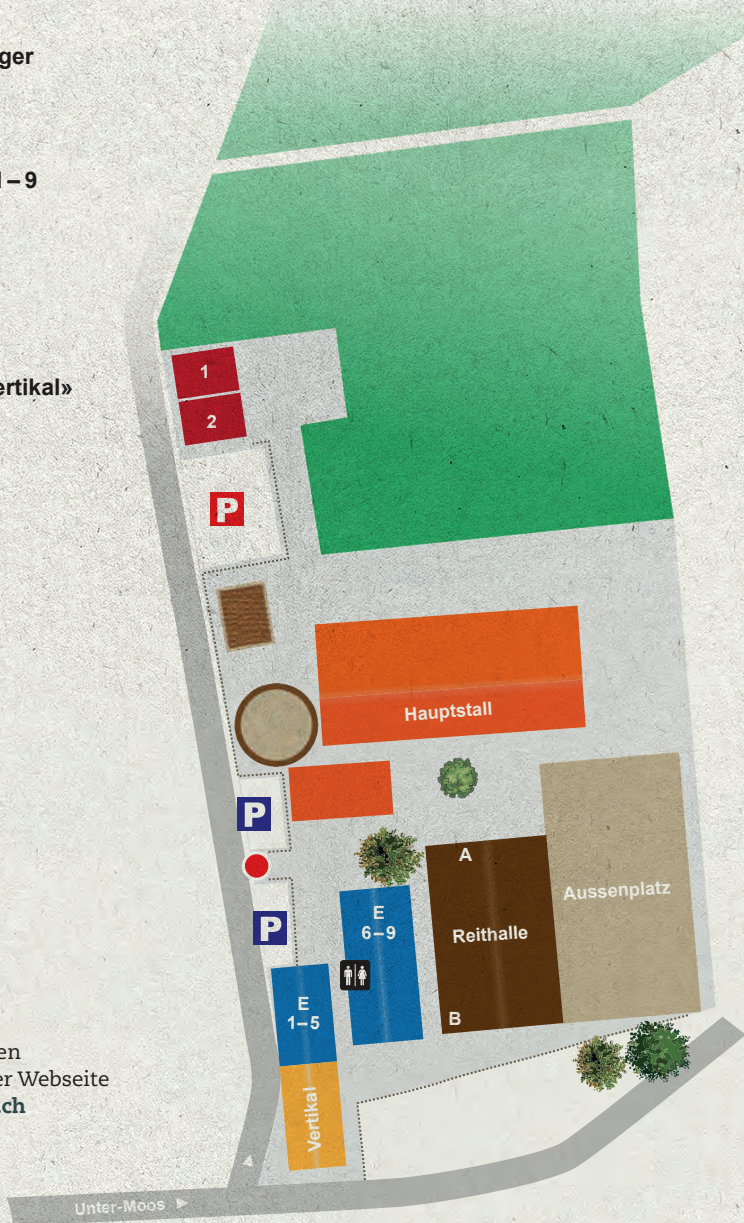 ger
– 9
ertikal»
1
2
P
Hauptstall
P
A
Aussenplatz
E
6–9
Reithalle
P
E
1–5
B
en
er Webseite
ch
Vertikal
Unter-Moos ►